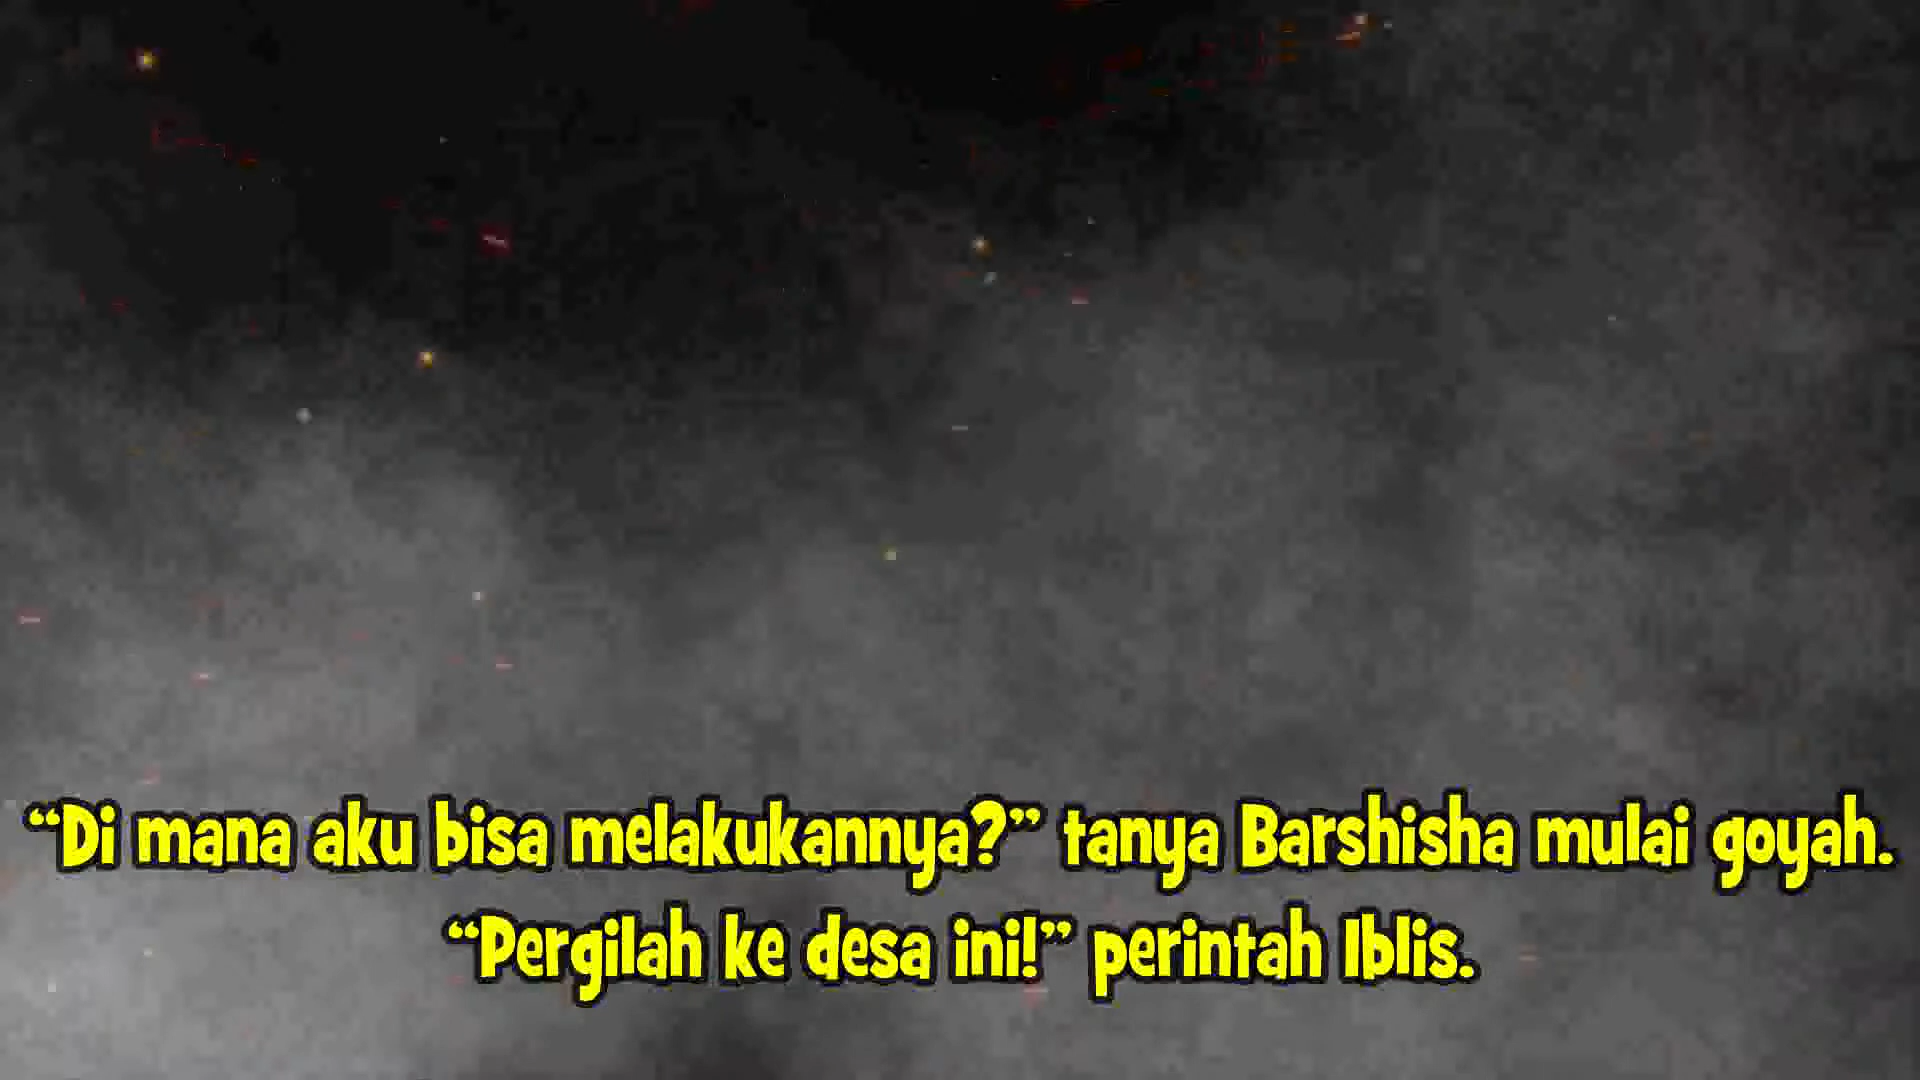 “Di mana aku bisa melakukannya?” tanya Barshisha mulai goyah.
“Pergilah ke desa ini!” perintah Iblis.